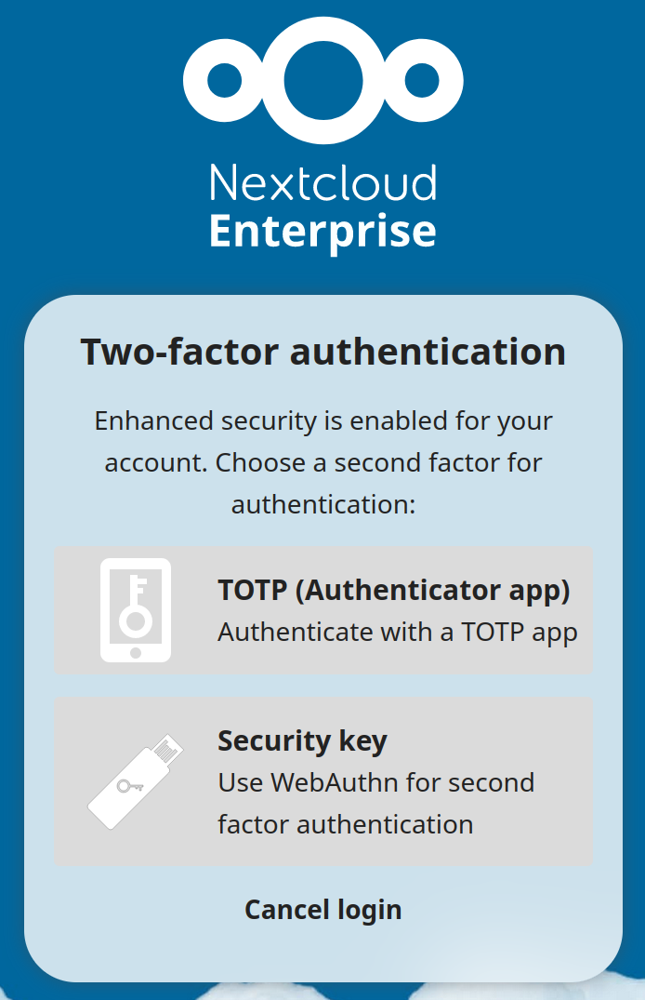 Nextcloud
Enterprise
Two-factor authentication
Enhanced security is enabled for your
account. Choose a second factor for
authentication:
TOTP (Authenticator app)
Authenticate with a TOTP app
Security key
Use WebAuthn for second
factor authentication
Cancel login